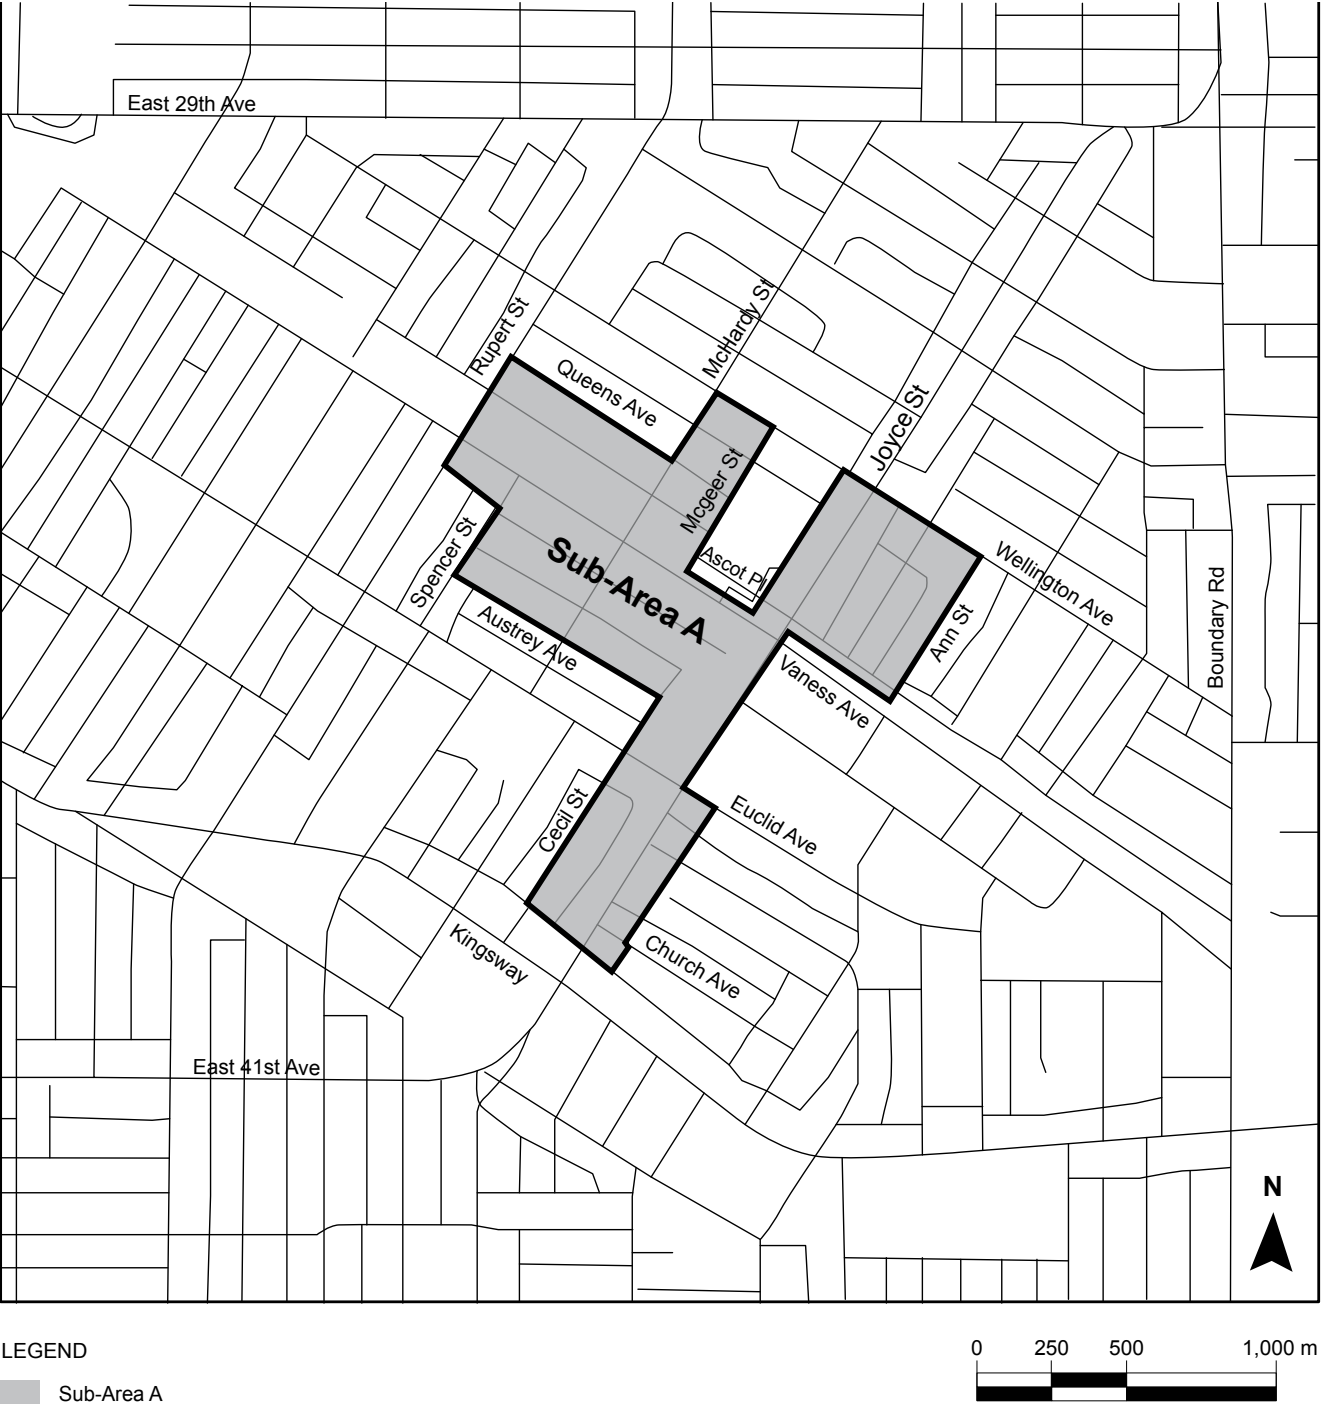 East 29th Ave
Rupert St
McHardy St
Queens Ave
Joyce St
Mcgeer St
Ascot Pl
Wellington Ave
Spencer St
Sub-Area A
Boundary Rd
Ann St
Austrey Ave
Vaness Ave
Cecil St
Euclid Ave
Kingsway
Church Ave
East 41st Ave
N
LEGEND
Sub-Area A
0 250 500 1,000 m